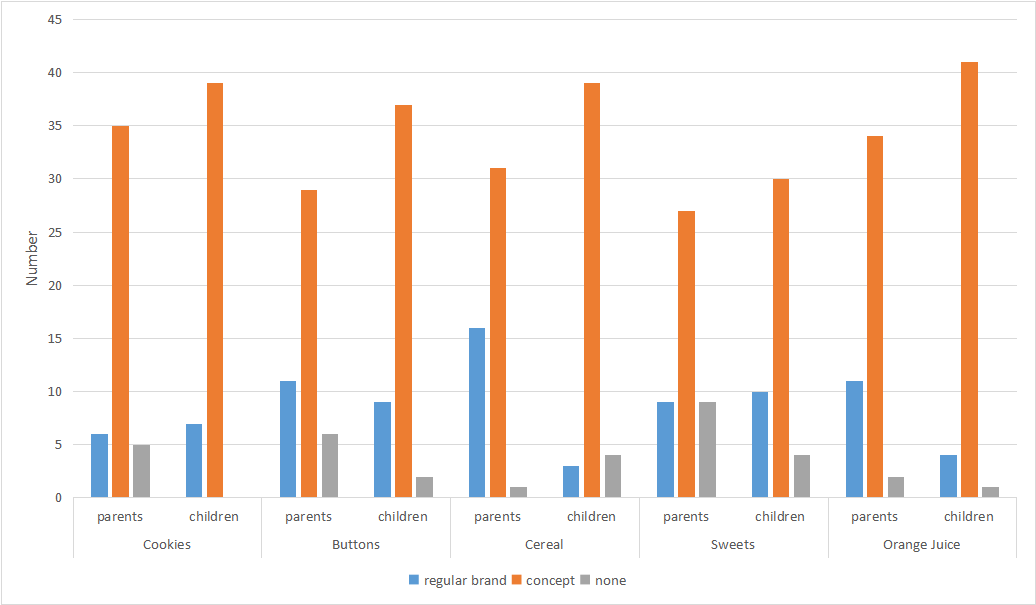 45
40
35
30
25
20
15
10
5
0
Number
parents children parents children parents children parents children parents children
Cookies Buttons Cereal Sweets Orange Juice
regular brand concept none